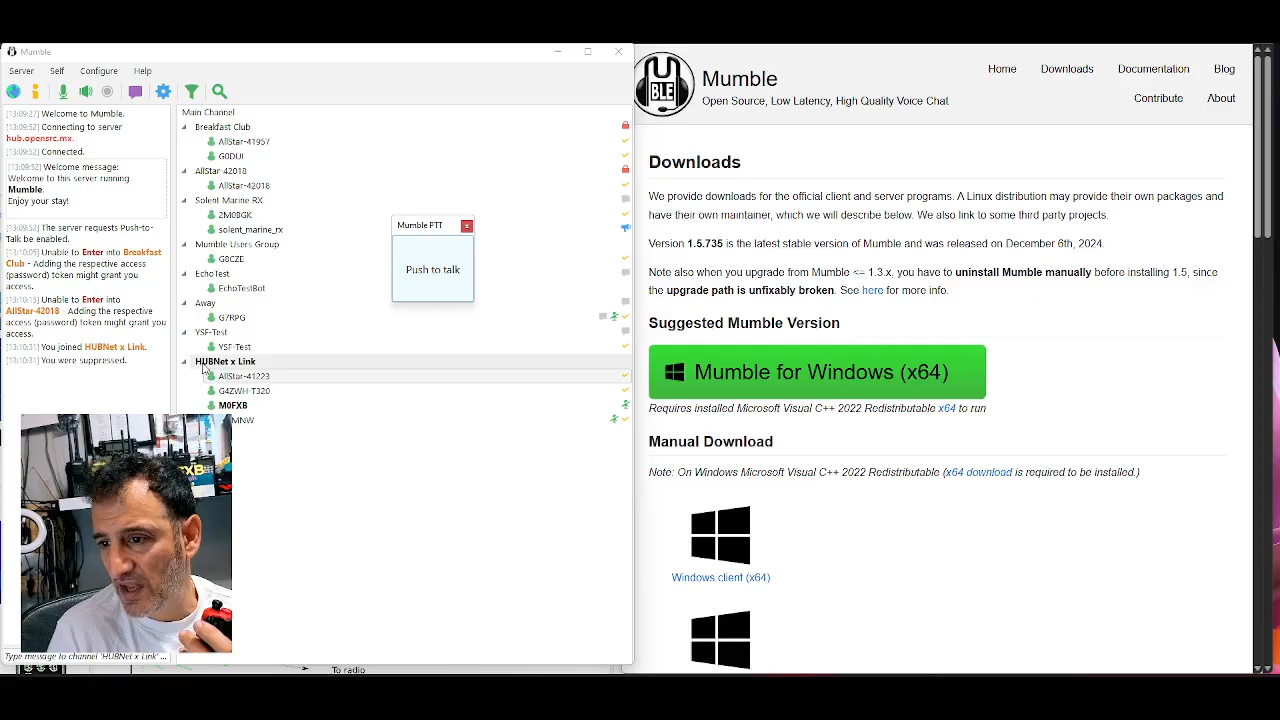 Mumble
Server Self Configure Help
[13:09:27] Welcome to Mumble.
[13:09:52] Connecting to server
hub.opensrc.mx.
[13:09:52] Connected.
[13:09:52] Welcome message:
Welcome to this server running
Mumble.
Enjoy your stay!
[13:09:52] The server requests Push-to-
Talk be enabled.
[13:10:05] Unable to Enter into Breakfast
Club - Adding the respective access
(password) token might grant you
access.
[13:10:15] Unable to Enter into
AllStar-42018 - Adding the respective
access (password) token might grant you
access.
[13:10:31] You joined HUBNet x Link.
[13:10:31] You were suppressed.
Type message to channel 'HUBNet x Link' ...
Main Channel
Breakfast Club
AllStar-41957
G0DUI
AllStar-42018
AllStar-42018
Solent Marine RX
2M0BGK
solent_marine_rx
Mumble Users Group
G8CZE
EchoTest
EchoTestBot
Away
G7RPG
YSF-Test
YSF-Test
HUBNet x Link
AllStar-41223
G4ZWH-T320
M0FXB
MNW
Mumble PTT
x
Push to talk
To radio
BLE
Mumble
Open Source, Low Latency, High Quality Voice Chat
Home Downloads Documentation Blog
Contribute About
Downloads
We provide downloads for the official client and server programs. A Linux distribution may provide their own packages and
have their own maintainer, which we will describe below. We also link to some third party projects.
Version 1.5.735 is the latest stable version of Mumble and was released on December 6th, 2024.
Note also when you upgrade from Mumble <= 1.3.x, you have to uninstall Mumble manually before installing 1.5, since
the upgrade path is unfixably broken. See here for more info.
Suggested Mumble Version
Mumble for Windows (x64)
Requires installed Microsoft Visual C++ 2022 Redistributable x64 to run
Manual Download
Note: On Windows Microsoft Visual C++ 2022 Redistributable (x64 download is required to be installed.)
Windows client (x64)